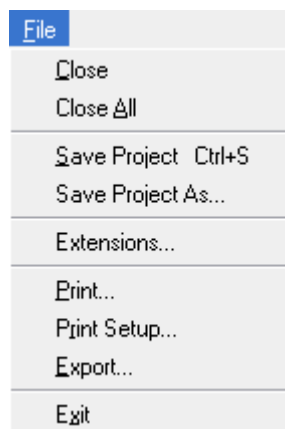 File
Close
Close All
Save Project Ctrl+S
Save Project As...
Extensions...
Print...
Print Setup...
Export...
Exit